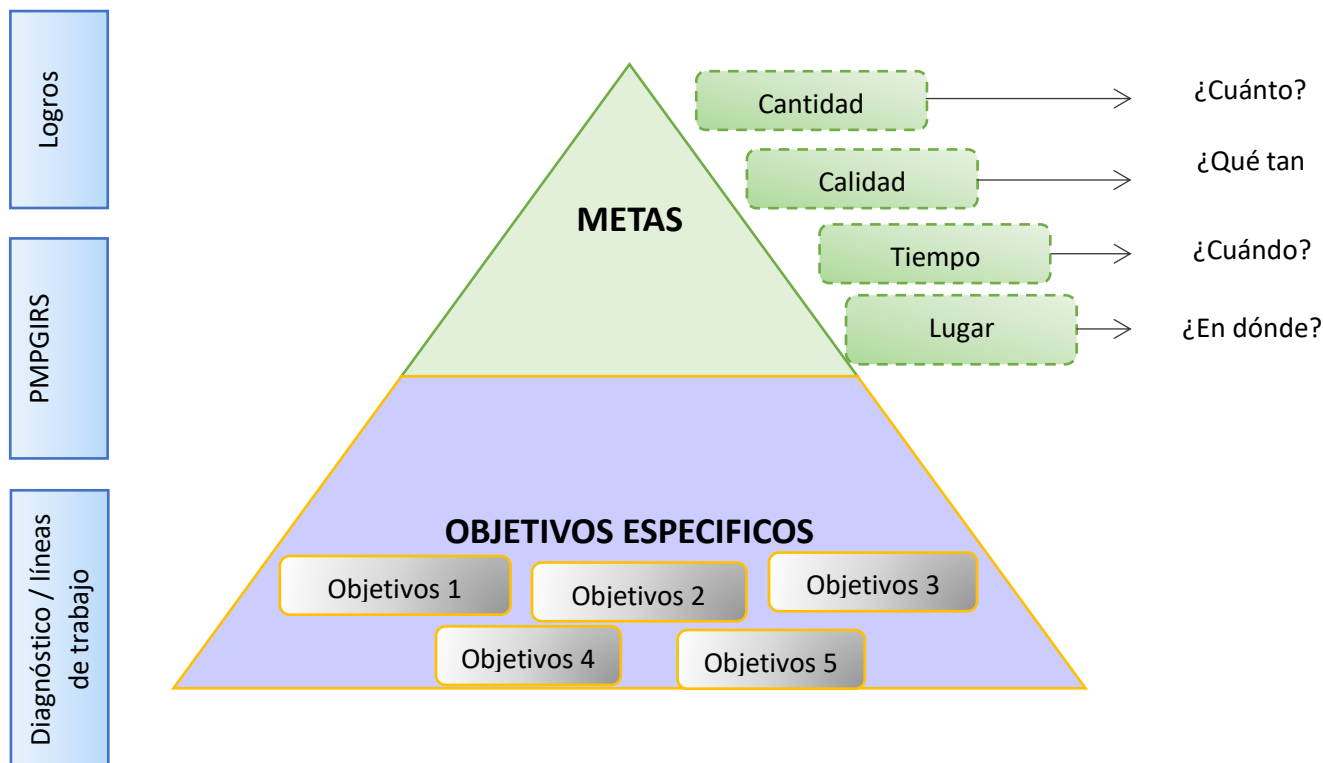 Logros
PMPGIRS
Diagnóstico / líneas
de trabajo
METAS
Cantidad
¿Cuánto?
Calidad
¿Qué tan
Tiempo
¿Cuándo?
Lugar
¿En dónde?
OBJETIVOS ESPECIFICOS
Objetivos 1
Objetivos 2
Objetivos 3
Objetivos 4
Objetivos 5